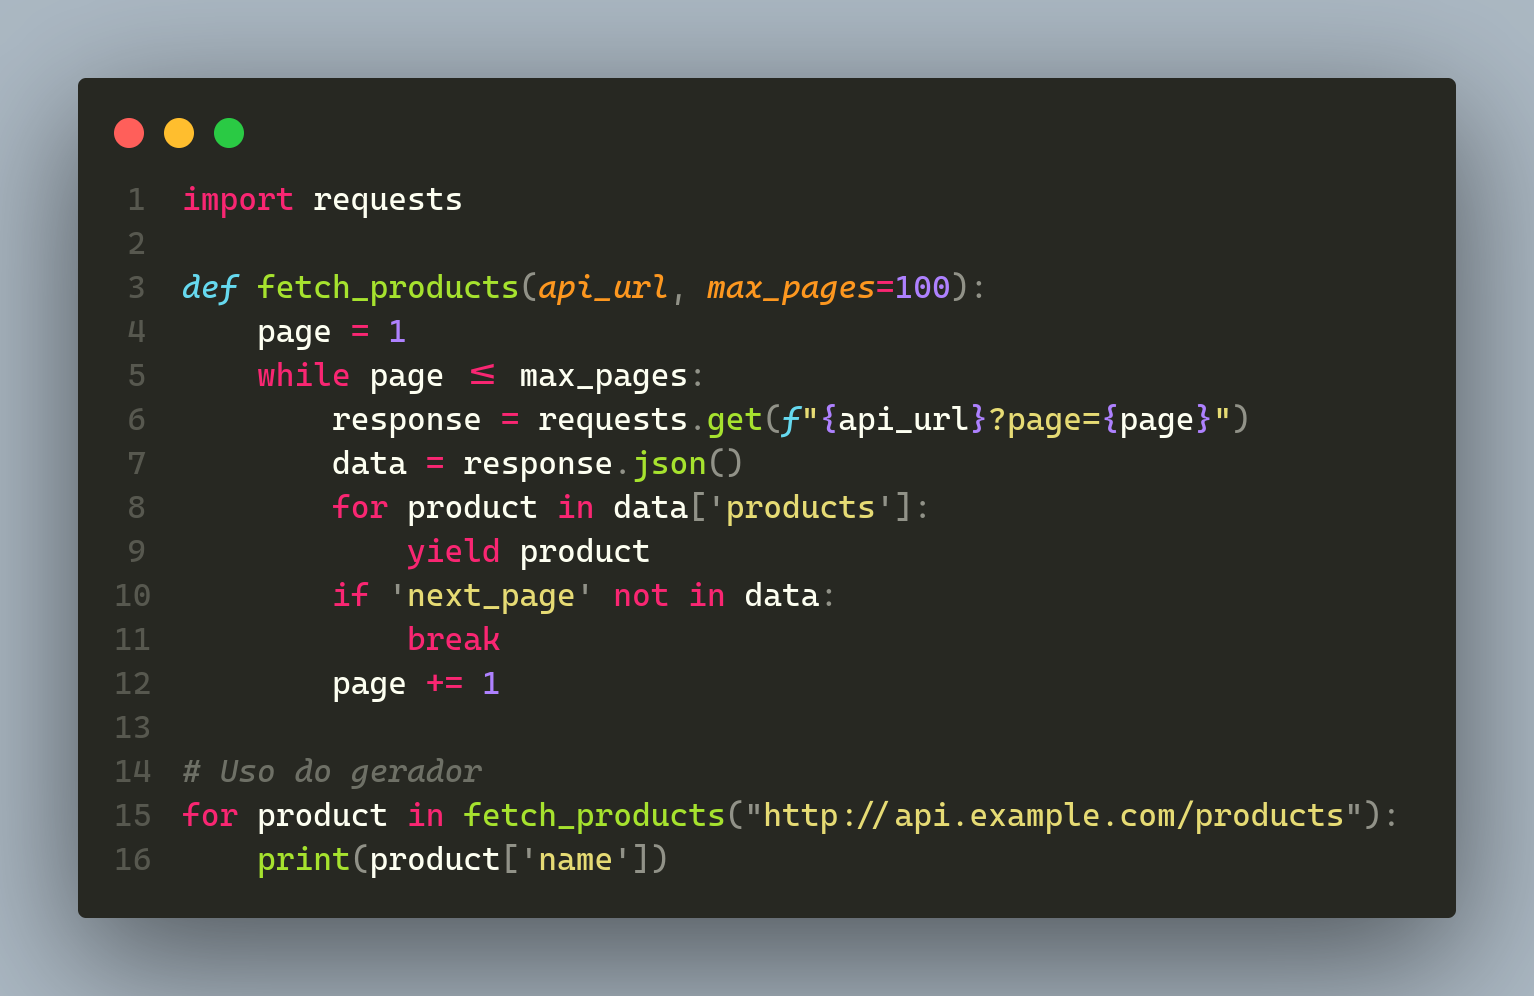 1 import requests
2
3 def fetch_products(api_url, max_pages=100):
4     page = 1
5     while page <= max_pages:
6         response = requests.get(f"{api_url}?page={page}")
7         data = response.json()
8         for product in data['products']:
9             yield product
10         if 'next_page' not in data:
11             break
12         page += 1
13
14 # Uso do gerador
15 for product in fetch_products("http://api.example.com/products"):
16     print(product['name'])